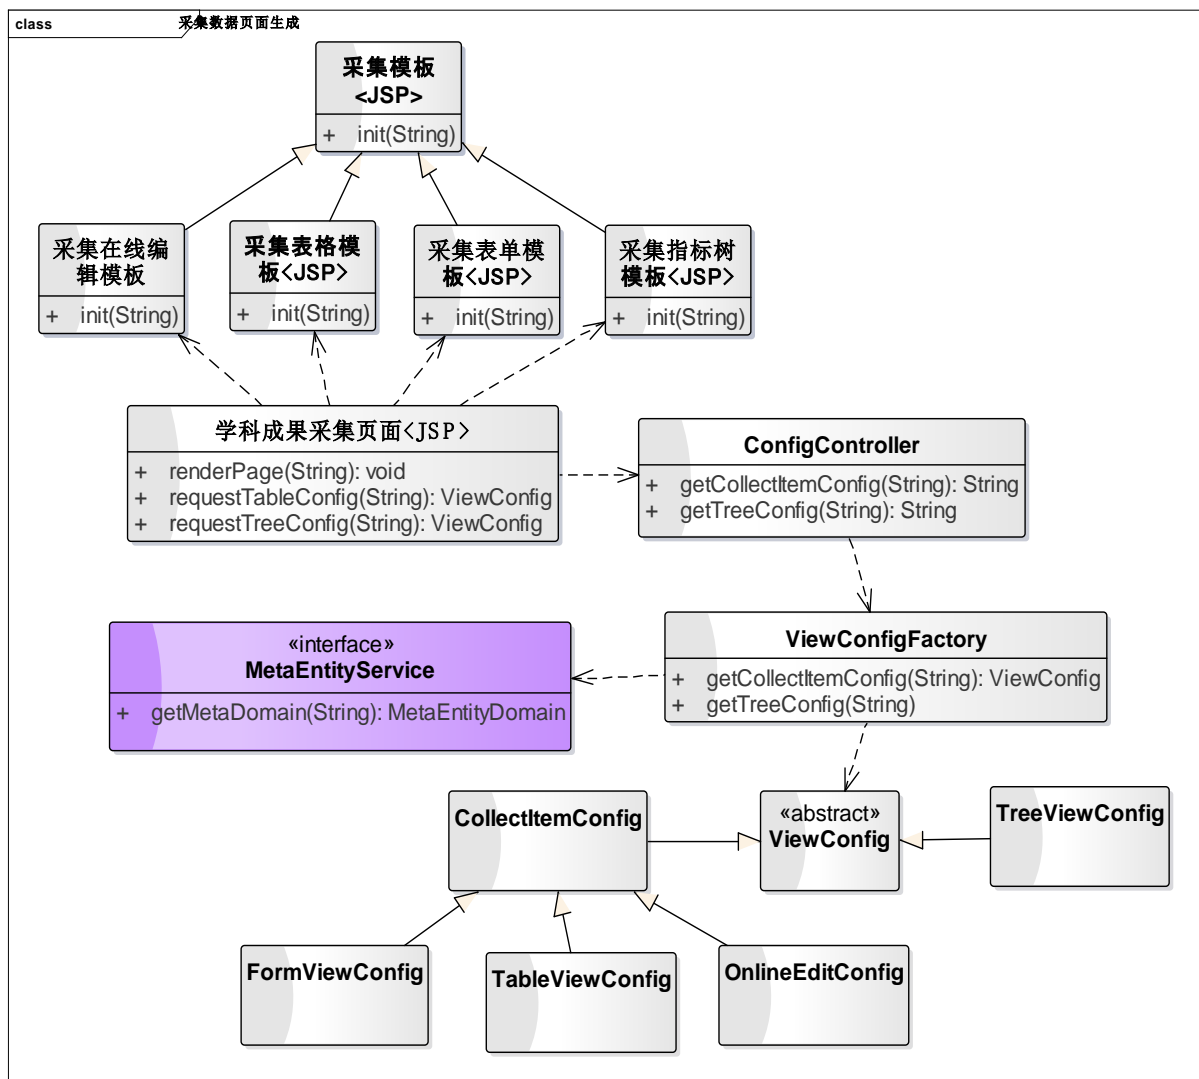 class 采集数据页面生成
采集模板
<JSP>
+ init(String)
采集在线编
辑模板
+ init(String)
采集表格模
板<JSP>
+ init(String)
采集表单模
板<JSP>
+ init(String)
采集指标树
模板<JSP>
+ init(String)
学科成果采集页面<JSP>
+ renderPage(String): void
+ requestTableConfig(String): ViewConfig
+ requestTreeConfig(String): ViewConfig
ConfigController
+ getCollectItemConfig(String): String
+ getTreeConfig(String): String
«interface»
MetaEntityService
+ getMetaDomain(String): MetaEntityDomain
ViewConfigFactory
+ getCollectItemConfig(String): ViewConfig
+ getTreeConfig(String)
CollectItemConfig
«abstract»
ViewConfig
TreeViewConfig
FormViewConfig
TableViewConfig
OnlineEditConfig